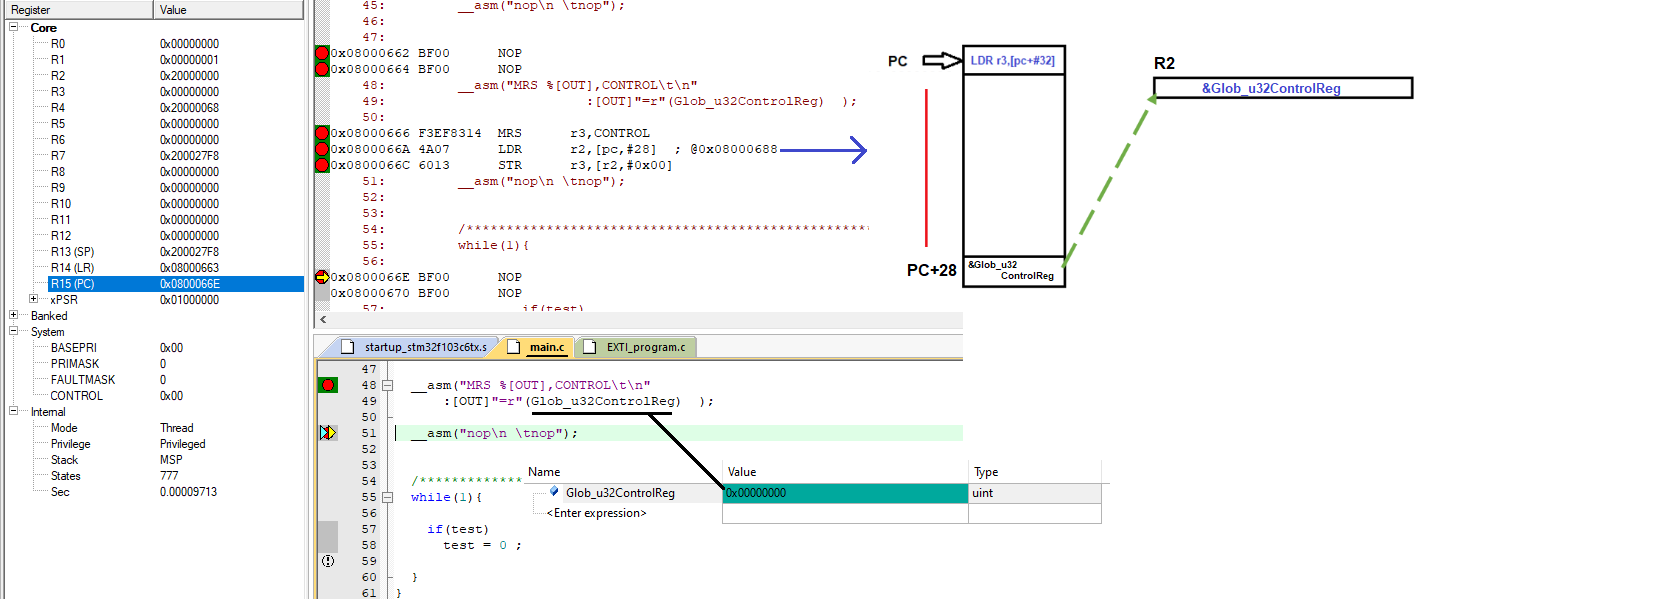 Register Value
Core
R0 0x00000000
R1 0x00000001
R2 0x20000000
R3 0x00000000
R4 0x20000068
R5 0x00000000
R6 0x00000000
R7 0x200027F8
R8 0x00000000
R9 0x00000000
R10 0x00000000
R11 0x00000000
R12 0x00000000
R13 (SP) 0x200027F8
R14 (LR) 0x08000663
R15 (PC) 0x0800066E
xPSR 0x01000000
Banked
System
BASEPRI 0x00
PRIMASK 0
FAULTMASK 0
CONTROL 0x00
Internal
Mode Thread
Privilege Privileged
Stack MSP
States 777
Sec 0.00009713
45: __asm("nop\n \tnop");
46:
47:
0x08000662 BF00 NOP
0x08000664 BF00 NOP
48: __asm("MRS %[OUT],CONTROL\t\n"
49: :[OUT]"=r"(Glob_u32ControlReg) );
50:
0x08000666 F3EF8314 MRS r3,CONTROL
0x0800066A 4A07 LDR r2,[pc,#28] ; @0x08000688
0x0800066C 6013 STR r3,[r2,#0x00]
51: __asm("nop\n \tnop");
52:
53:
54: /*****************************************************
55: while(1){
56:
0x0800066E BF00 NOP
0x08000670 BF00 NOP
57: if(test)
PC
LDR r3,[pc+#32]
PC+28
&Glob_u32
ControlReg
R2
&Glob_u32ControlReg
startup_stm32f103c6tx.s main.c EXTI_program.c
47
48 __asm("MRS %[OUT],CONTROL\t\n"
49 :[OUT]"=r"(Glob_u32ControlReg) );
50
51 __asm("nop\n \tnop");
52
53
54 /*************
55 while(1){
56
57 if(test)
58 test = 0 ;
59
60 }
61 }
Name Value Type
Glob_u32ControlReg 0x00000000 uint
<Enter expression>